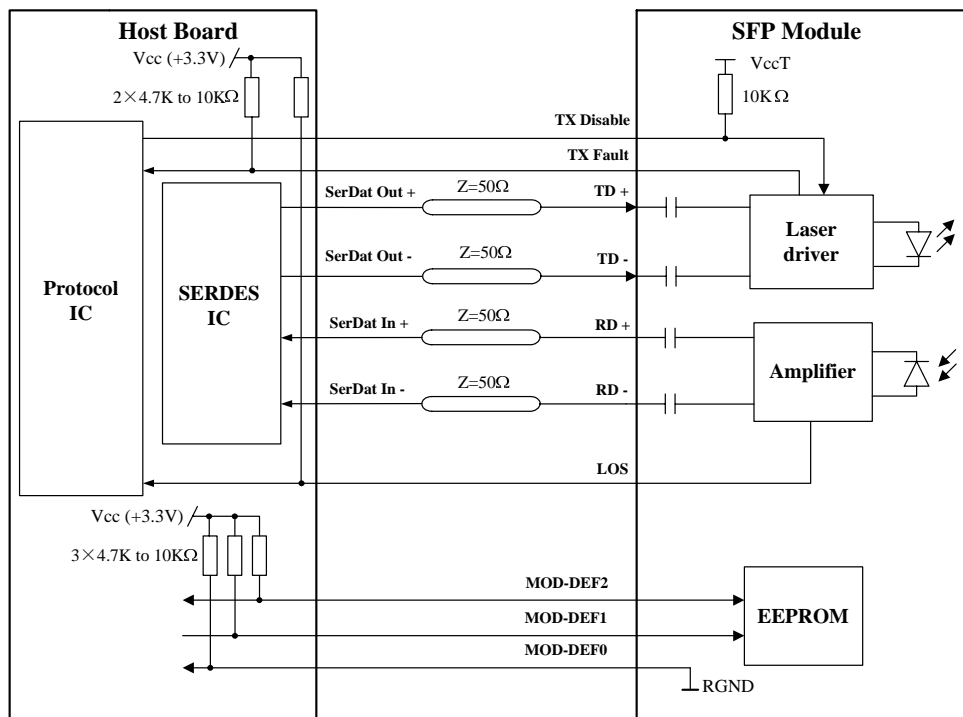 Host Board
SFP Module
Vcc (+3.3V)
VccT
2×4.7K to 10KΩ
10KΩ
TX Disable
TX Fault
SerDat Out +
Z=50Ω
TD +
Laser
driver
SerDat Out -
Z=50Ω
TD -
Protocol
IC
SERDES
IC
SerDat In +
Z=50Ω
RD +
Amplifier
SerDat In -
Z=50Ω
RD -
LOS
Vcc (+3.3V)
3×4.7K to 10KΩ
MOD-DEF2
EEPROM
MOD-DEF1
MOD-DEF0
RGND